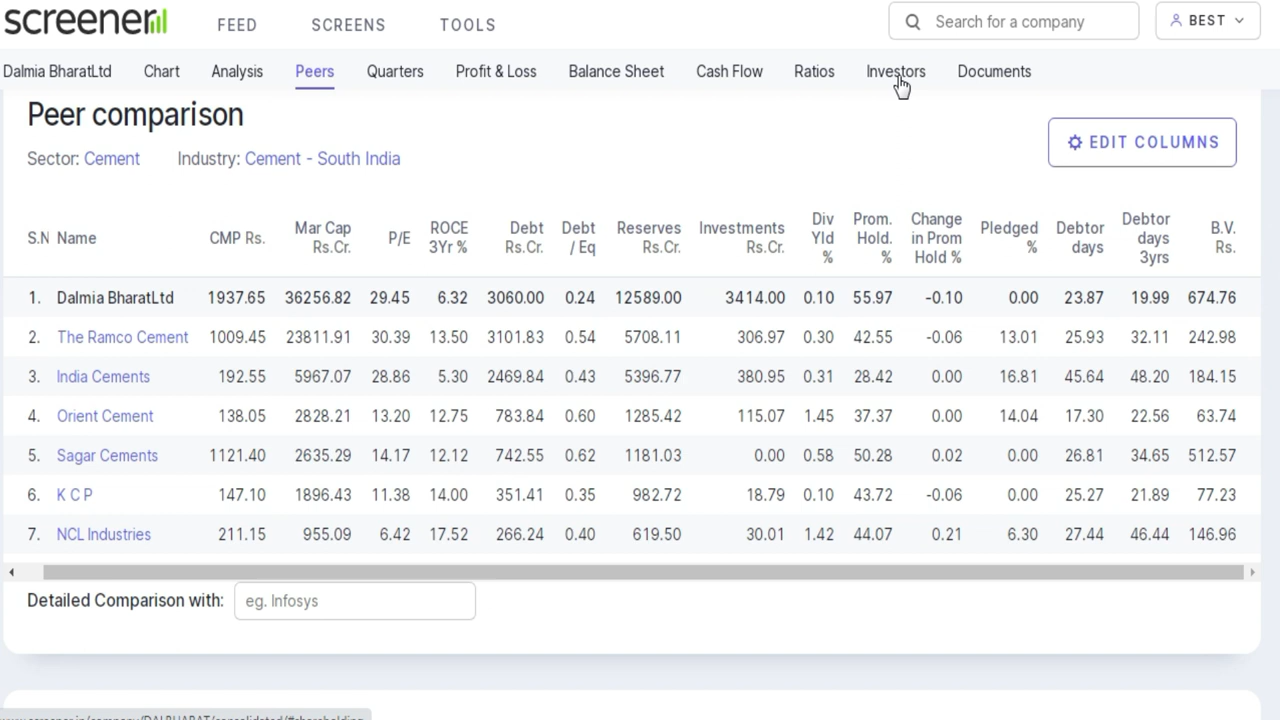 screener
FEED SCREENS TOOLS
Search for a company
BEST
Dalmia BharatLtd Chart Analysis Peers Quarters Profit & Loss Balance Sheet Cash Flow Ratios Investors Documents
Peer comparison
Sector: Cement Industry: Cement - South India
EDIT COLUMNS
S.N Name CMP Rs. Mar Cap Rs.Cr. P/E ROCE 3Yr % Debt Rs.Cr. Debt / Eq Reserves Rs.Cr. Investments Rs.Cr. Div Yld % Prom. Hold. % Change in Prom Hold % Pledged % Debtor days Debtor days 3yrs B.V. Rs.
1. Dalmia BharatLtd 1937.65 36256.82 29.45 6.32 3060.00 0.24 12589.00 3414.00 0.10 55.97 -0.10 0.00 23.87 19.99 674.76
2. The Ramco Cement 1009.45 23811.91 30.39 13.50 3101.83 0.54 5708.11 306.97 0.30 42.55 -0.06 13.01 25.93 32.11 242.98
3. India Cements 192.55 5967.07 28.86 5.30 2469.84 0.43 5396.77 380.95 0.31 28.42 0.00 16.81 45.64 48.20 184.15
4. Orient Cement 138.05 2828.21 13.20 12.75 783.84 0.60 1285.42 115.07 1.45 37.37 0.00 14.04 17.30 22.56 63.74
5. Sagar Cements 1121.40 2635.29 14.17 12.12 742.55 0.62 1181.03 0.00 0.58 50.28 0.02 0.00 26.81 34.65 512.57
6. K C P 147.10 1896.43 11.38 14.00 351.41 0.35 982.72 18.79 0.10 43.72 -0.06 0.00 25.27 21.89 77.23
7. NCL Industries 211.15 955.09 6.42 17.52 266.24 0.40 619.50 30.01 1.42 44.07 0.21 6.30 27.44 46.44 146.96
Detailed Comparison with: eg. Infosys